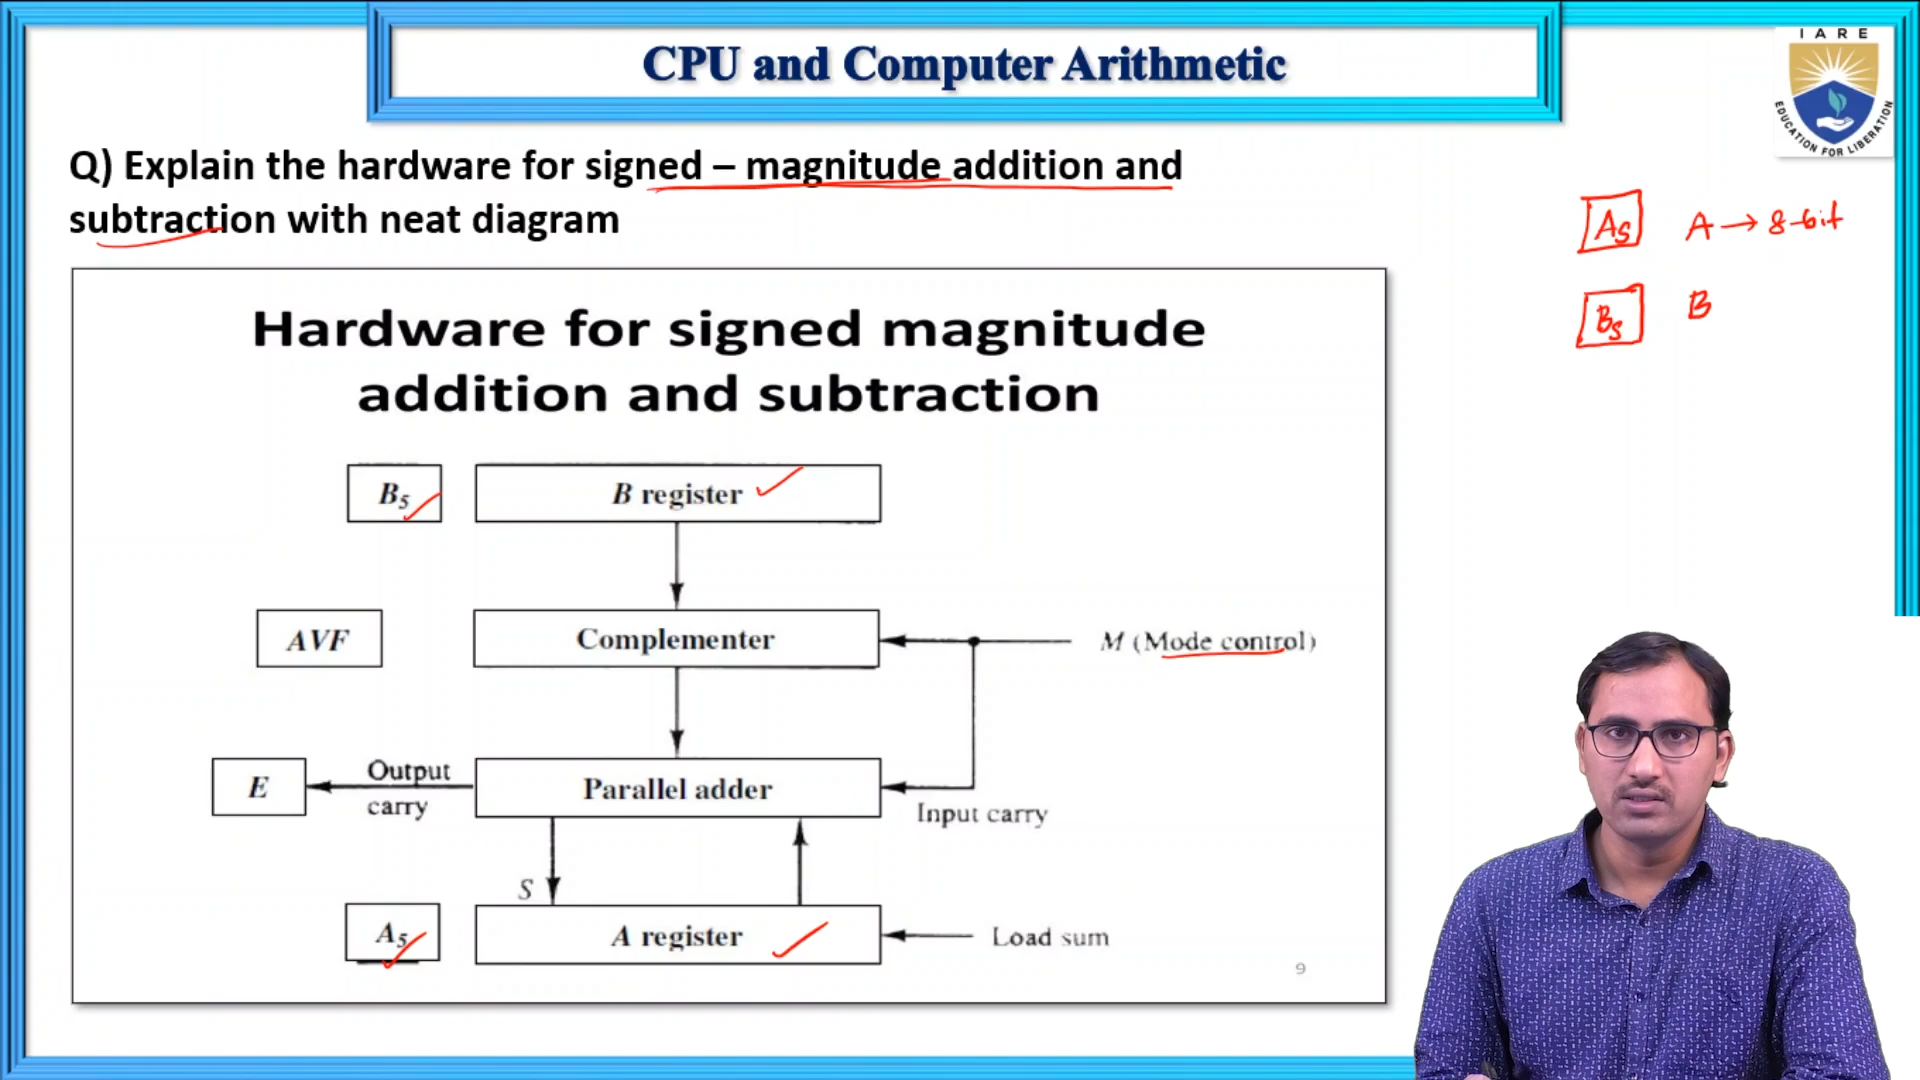 CPU and Computer Arithmetic
I A R E
EDUCATION FOR LIBERATION
Q) Explain the hardware for signed – magnitude addition and
subtraction with neat diagram
As A → 8-bit
Bs B
Hardware for signed magnitude
addition and subtraction
B5 B register
AVF Complementer M (Mode control)
E Output carry Parallel adder Input carry
S
A5 A register Load sum
9